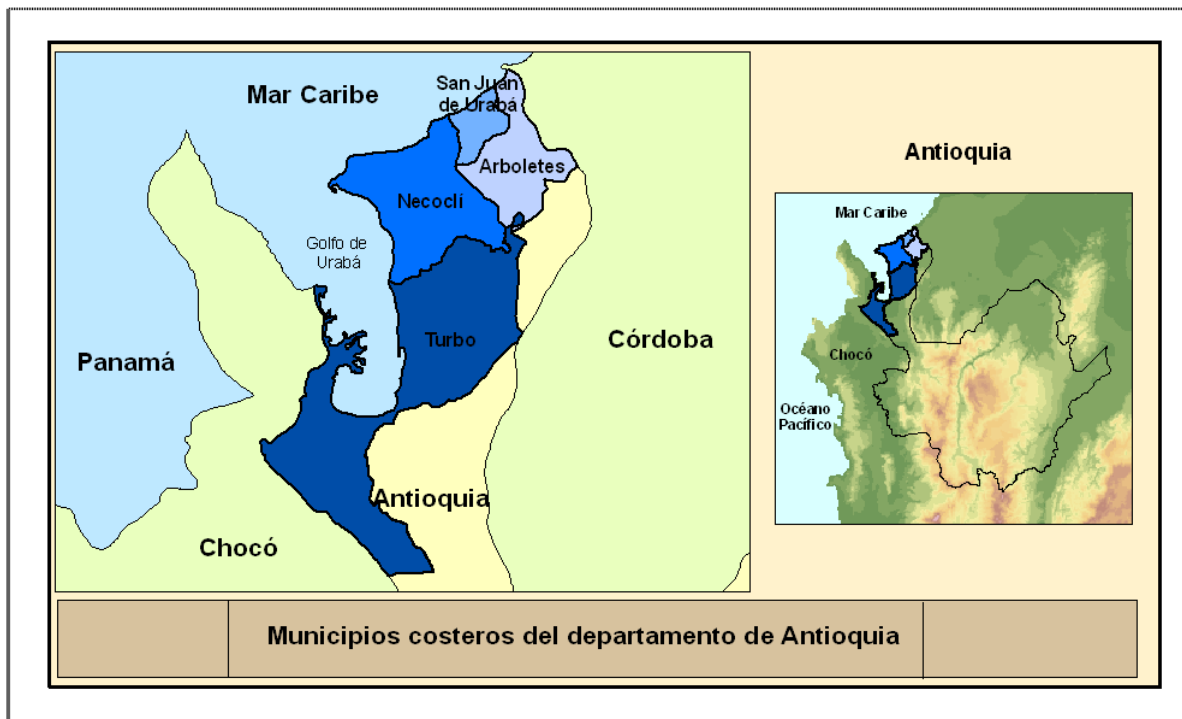 Mar Caribe
San Juan
de Urabá
Arboletes
Necoclí
Golfo de
Urabá
Turbo
Panamá
Córdoba
Antioquia
Chocó
Antioquia
Mar Caribe
Chocó
Océano
Pacífico
Municipios costeros del departamento de Antioquia